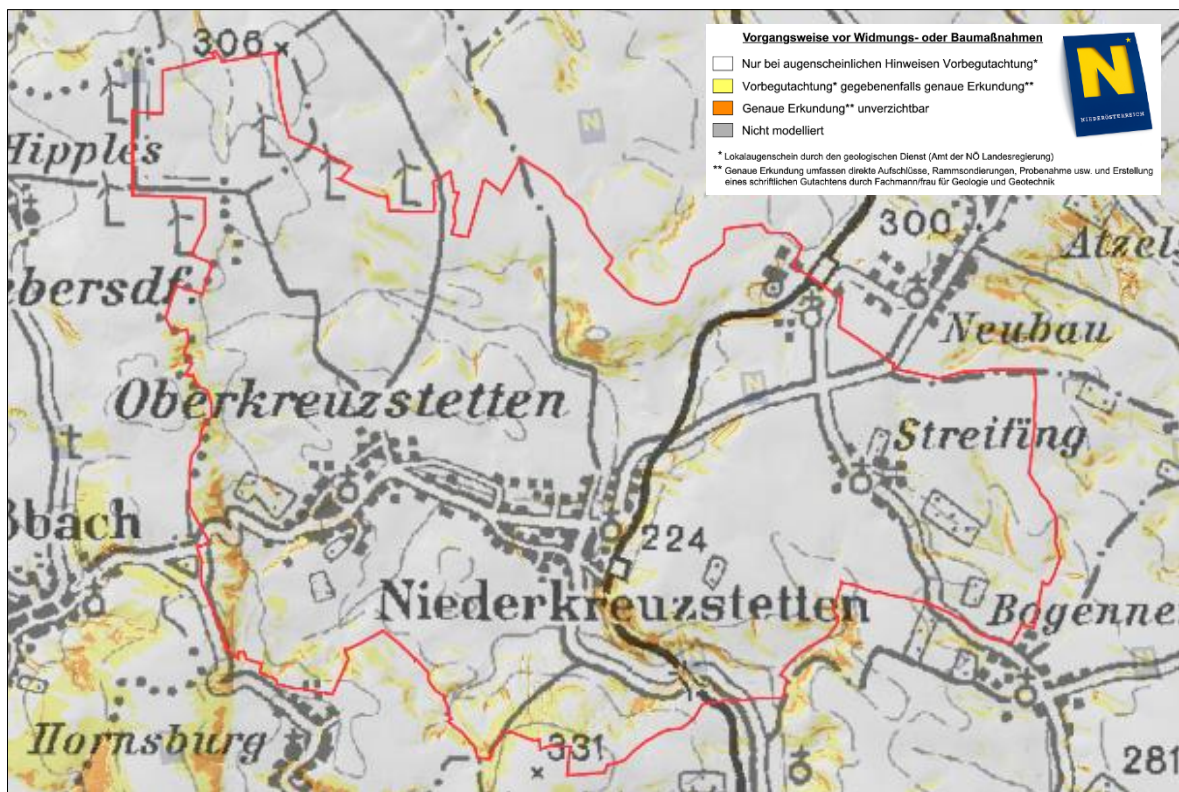 Vorgangsweise vor Widmungs- oder Baumaßnahmen
Nur bei augenscheinlichen Hinweisen Vorbegutachtung*
Vorbegutachtung* gegebenenfalls genaue Erkundung**
Genaue Erkundung** unverzichtbar
Nicht modelliert
* Lokalaugenschein durch den geologischen Dienst (Amt der NÖ Landesregierung)
** Genaue Erkundung umfassen direkte Aufschlüsse, Rammsondierungen, Probenahme usw. und Erstellung
eines schriftlichen Gutachtens durch Fachmann/frau für Geologie und Geotechnik
N
NIEDERÖSTERREICH
306
Hipples
300
Atzels
ebersdf.
Neubau
Oberkreuzstetten
Streifing
ßbach
224
Niederkreuzstetten
Bogenneu
Hornsburg
331
281